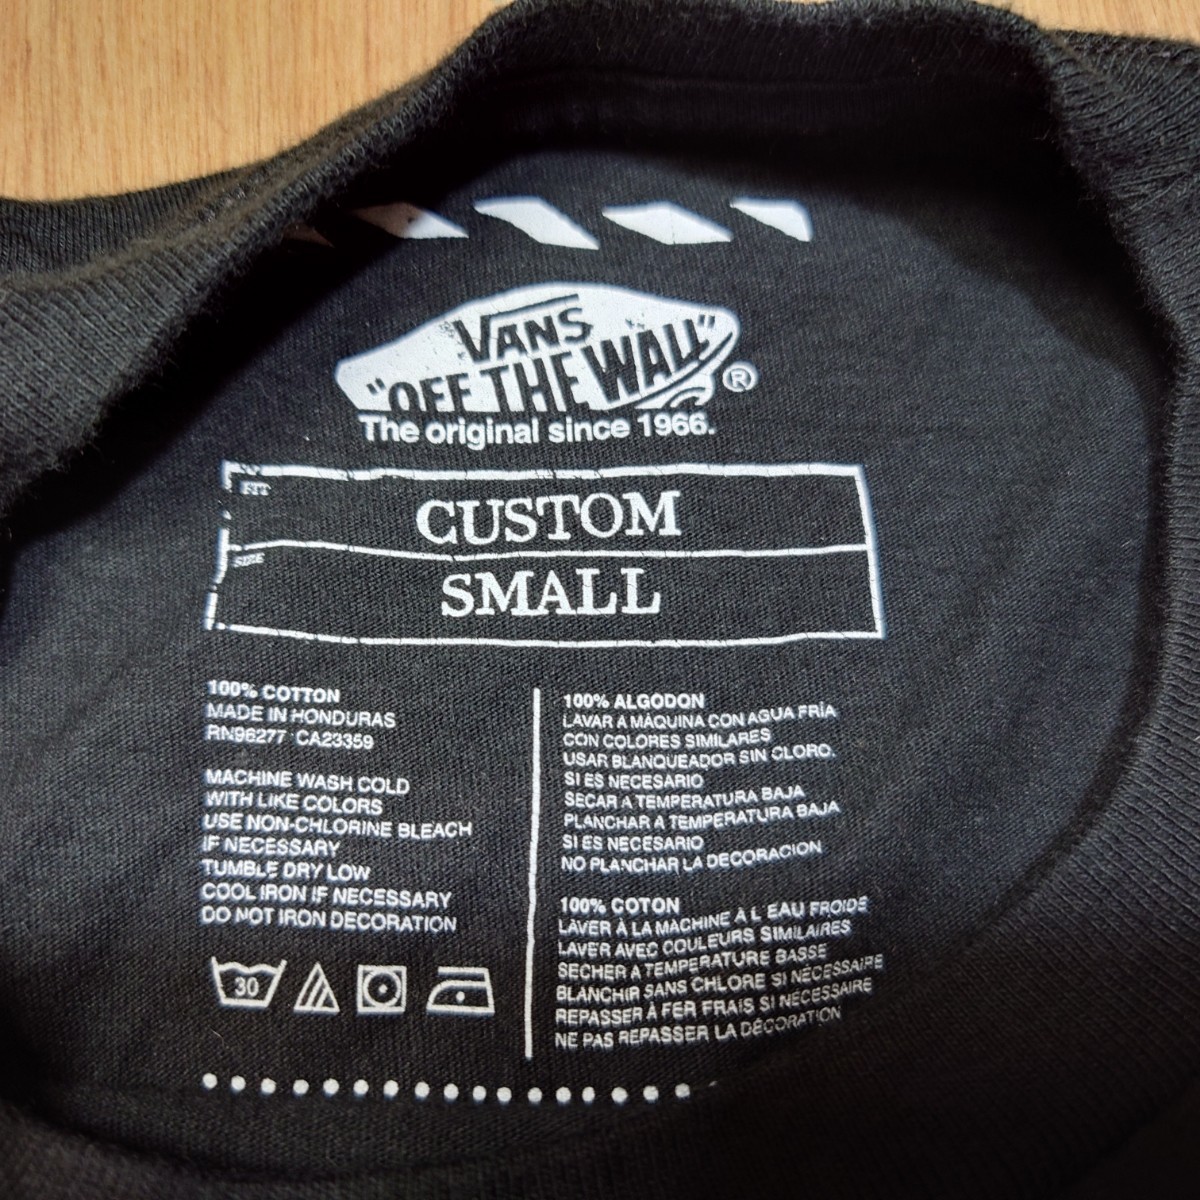 VANS
"OFF THE WALL"
®
The original since 1966.
FIT
CUSTOM
SIZE
SMALL
100% COTTON
MADE IN HONDURAS
RN96277 CA23359
MACHINE WASH COLD
WITH LIKE COLORS
USE NON-CHLORINE BLEACH
IF NECESSARY
TUMBLE DRY LOW
COOL IRON IF NECESSARY
DO NOT IRON DECORATION
30
100% ALGODON
LAVAR A MÁQUINA CON AGUA FRÍA
CON COLORES SIMILARES
USAR BLANQUEADOR SIN CLORO.
SI ES NECESARIO
SECAR A TEMPERATURA BAJA
PLANCHAR A TEMPERATURA BAJA
SI ES NECESARIO
NO PLANCHAR LA DECORACION
100% COTON
LAVER À LA MACHINE À L EAU FROIDE
LAVER AVEC COULEURS SIMILAIRES
SECHER A TEMPERATURE BASSE
BLANCHIR SANS CHLORE SI NÉCESSAIRE
REPASSER À FER FRAIS SI NÉCESSAIRE
NE PAS REPASSER LA DÉCORATION